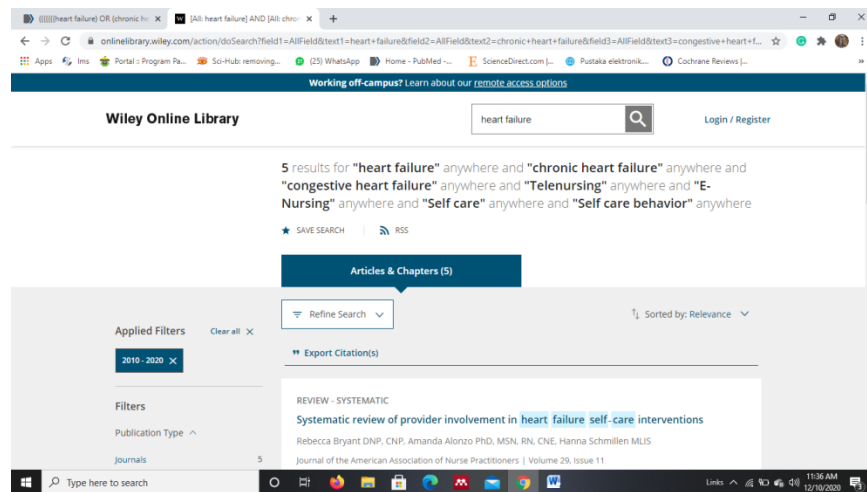 ((((((heart failure) OR (chronic he
[All: heart failure] AND [All: chro
onlinelibrary.wiley.com/action/doSearch?field1=AllField&text1=heart+failure&field2=AllField&text2=chronic+heart+failure&field3=AllField&text3=congestive+heart+f...
Apps Ims Portal :: Program Pa... Sci-Hub: removing... (25) WhatsApp Home - PubMed -... ScienceDirect.com |... Pustaka elektronik... Cochrane Reviews |... »
Working off-campus? Learn about our remote access options
Wiley Online Library
heart failure
Login / Register
5 results for "heart failure" anywhere and "chronic heart failure" anywhere and
"congestive heart failure" anywhere and "Telenursing" anywhere and "E-
Nursing" anywhere and "Self care" anywhere and "Self care behavior" anywhere
SAVE SEARCH RSS
Articles & Chapters (5)
Refine Search
Sorted by: Relevance
Applied Filters Clear all X
2010 - 2020 X
Export Citation(s)
Filters
Publication Type
Journals 5
REVIEW - SYSTEMATIC
Systematic review of provider involvement in heart failure self-care interventions
Rebecca Bryant DNP, CNP, Amanda Alonzo PhD, MSN, RN, CNE, Hanna Schmillen MLIS
Journal of the American Association of Nurse Practitioners | Volume 29, Issue 11
Type here to search
Links
11:36 AM
12/10/2020